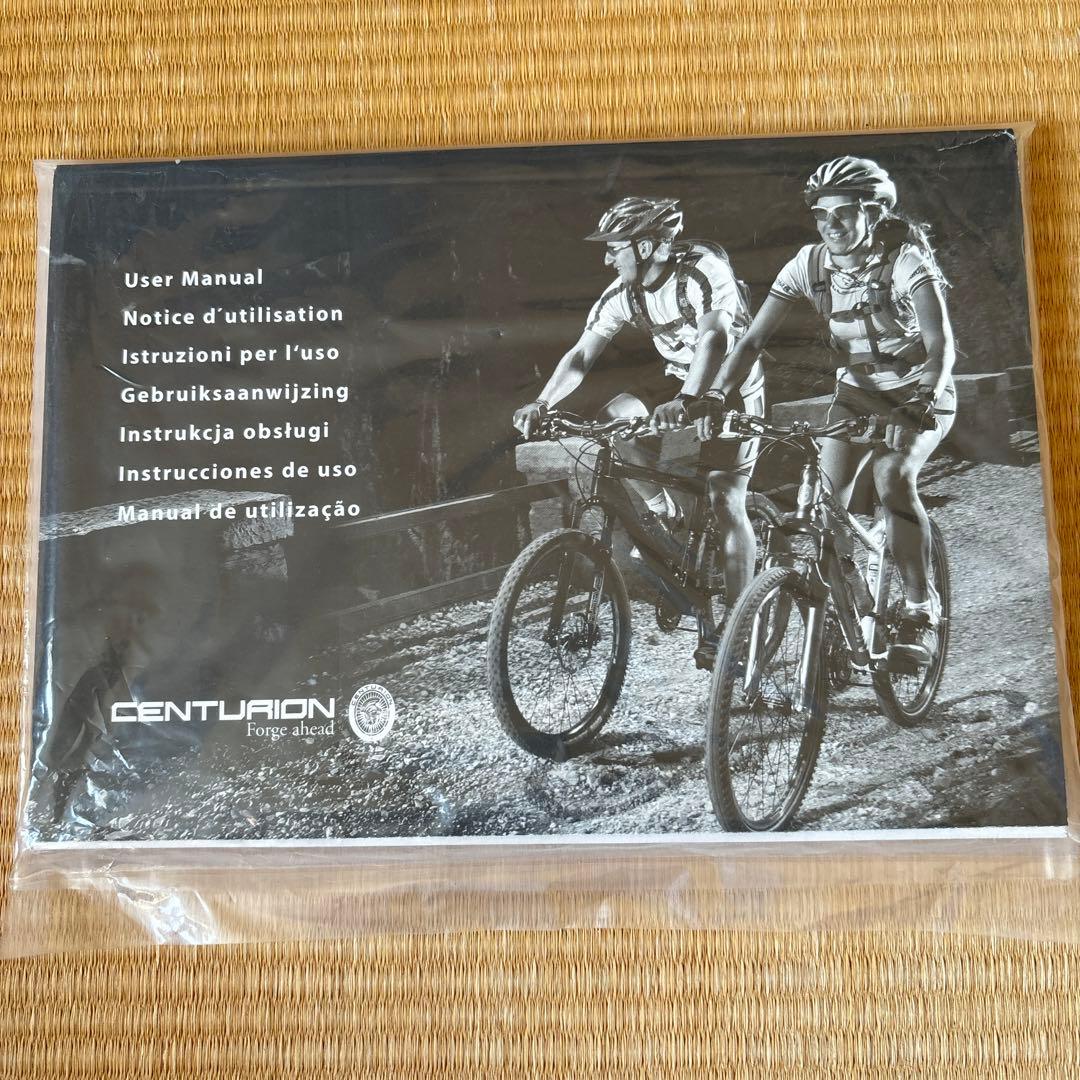 User Manual
Notice d´utilisation
Istruzioni per l‘uso
Gebruiksaanwijzing
Instrukcja obsługi
Instrucciones de uso
Manual de utilização
CENTURION
Forge ahead
CENTURION